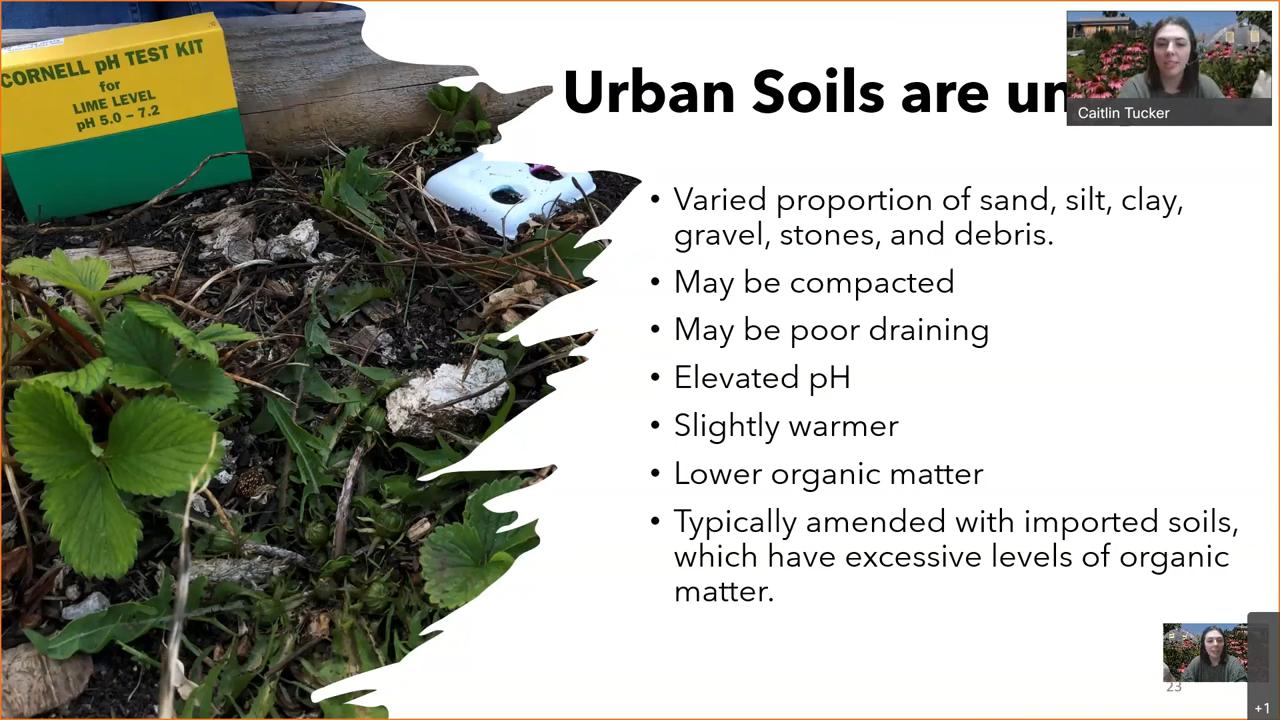 CORNELL pH TEST KIT
for
LIME LEVEL
pH 5.0 – 7.2
Urban Soils are un
Caitlin Tucker
• Varied proportion of sand, silt, clay,
gravel, stones, and debris.
• May be compacted
• May be poor draining
• Elevated pH
• Slightly warmer
• Lower organic matter
• Typically amended with imported soils,
which have excessive levels of organic
matter.
23
+1